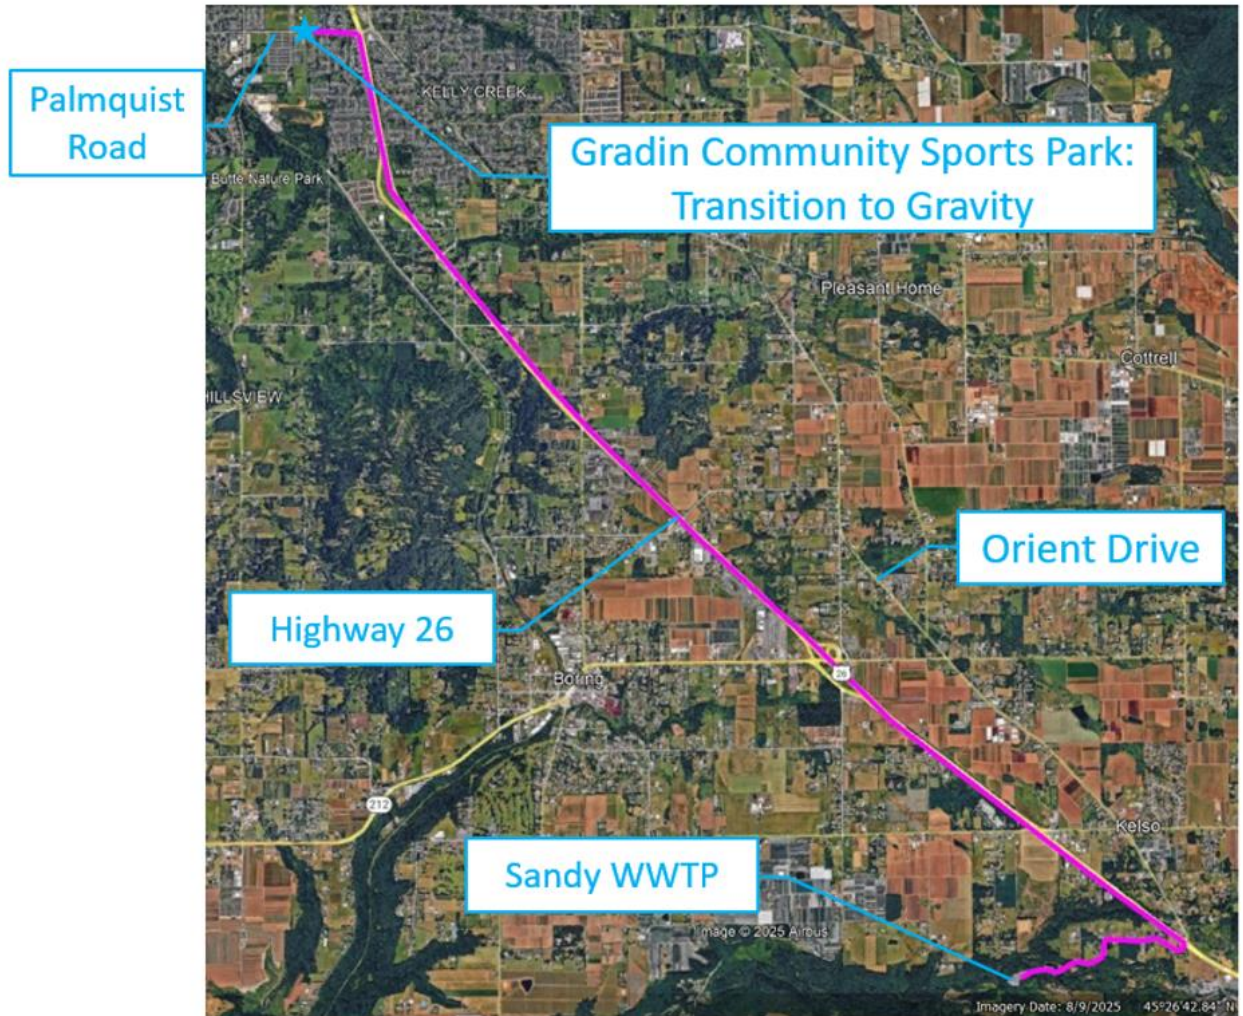 Palmquist
Road
KELLY CREEK
Gradin Community Sports Park:
Transition to Gravity
Butte Nature Park
Pleasant Home
Cottrell
HILLSVIEW
Orient Drive
Highway 26
26
Boring
212
Kelso
Sandy WWTP
Image © 2025 Airbus
Imagery Date: 8/9/2025 45°26'42.84" N